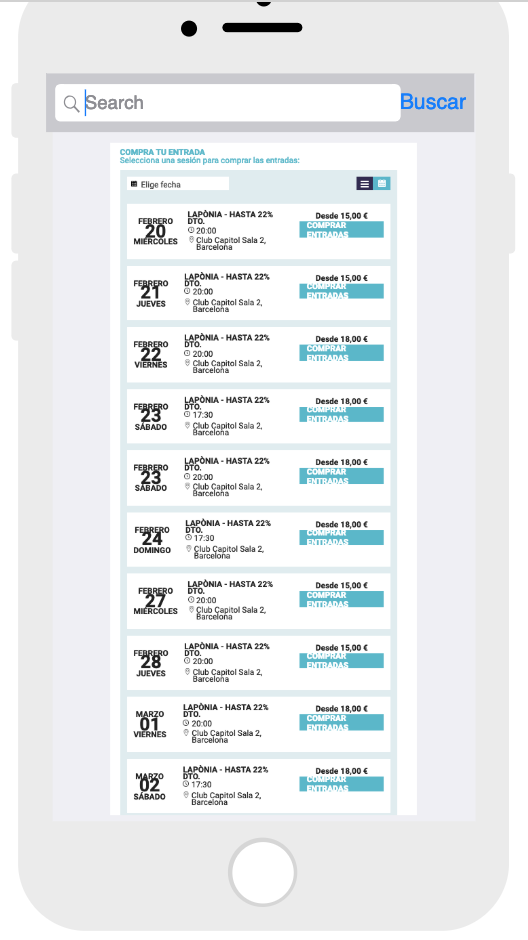 Search
Buscar
COMPRA TU ENTRADA
Selecciona una sesión para comprar las entradas:
Elige fecha
FEBRERO
20
MIÉRCOLES
LAPÒNIA - HASTA 22%
DTO.
20:00
Club Capitol Sala 2,
Barcelona
Desde 15,00 €
COMPRAR
ENTRADAS
FEBRERO
21
JUEVES
LAPÒNIA - HASTA 22%
DTO.
20:00
Club Capitol Sala 2,
Barcelona
Desde 15,00 €
COMPRAR
ENTRADAS
FEBRERO
22
VIERNES
LAPÒNIA - HASTA 22%
DTO.
20:00
Club Capitol Sala 2,
Barcelona
Desde 18,00 €
COMPRAR
ENTRADAS
FEBRERO
23
SÁBADO
LAPÒNIA - HASTA 22%
DTO.
17:30
Club Capitol Sala 2,
Barcelona
Desde 18,00 €
COMPRAR
ENTRADAS
FEBRERO
23
SÁBADO
LAPÒNIA - HASTA 22%
DTO.
20:00
Club Capitol Sala 2,
Barcelona
Desde 18,00 €
COMPRAR
ENTRADAS
FEBRERO
24
DOMINGO
LAPÒNIA - HASTA 22%
DTO.
17:30
Club Capitol Sala 2,
Barcelona
Desde 18,00 €
COMPRAR
ENTRADAS
FEBRERO
27
MIÉRCOLES
LAPÒNIA - HASTA 22%
DTO.
20:00
Club Capitol Sala 2,
Barcelona
Desde 15,00 €
COMPRAR
ENTRADAS
FEBRERO
28
JUEVES
LAPÒNIA - HASTA 22%
DTO.
20:00
Club Capitol Sala 2,
Barcelona
Desde 15,00 €
COMPRAR
ENTRADAS
MARZO
01
VIERNES
LAPÒNIA - HASTA 22%
DTO.
20:00
Club Capitol Sala 2,
Barcelona
Desde 18,00 €
COMPRAR
ENTRADAS
MARZO
02
SÁBADO
LAPÒNIA - HASTA 22%
DTO.
17:30
Club Capitol Sala 2,
Barcelona
Desde 18,00 €
COMPRAR
ENTRADAS